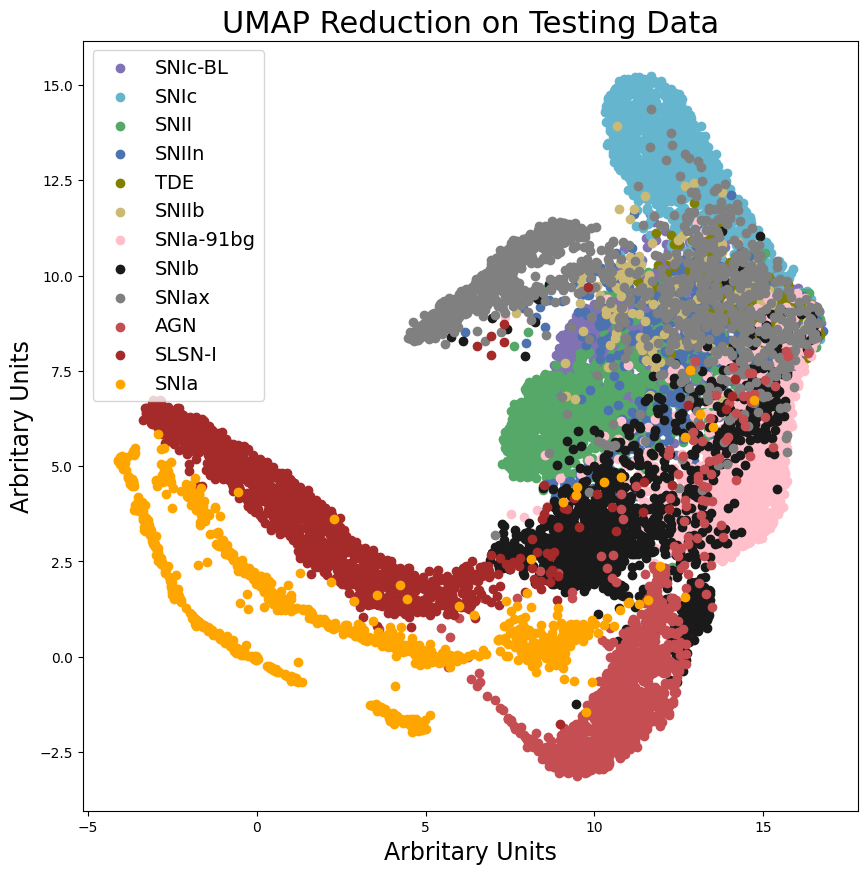 UMAP Reduction on Testing Data
SNIc-BL
SNIc
SNII
SNIIn
TDE
SNIIb
SNIa-91bg
SNIb
SNIax
AGN
SLSN-I
SNIa
15.0
12.5
10.0
7.5
5.0
2.5
0.0
−2.5
Arbritary Units
−5
0
5
10
15
Arbritary Units